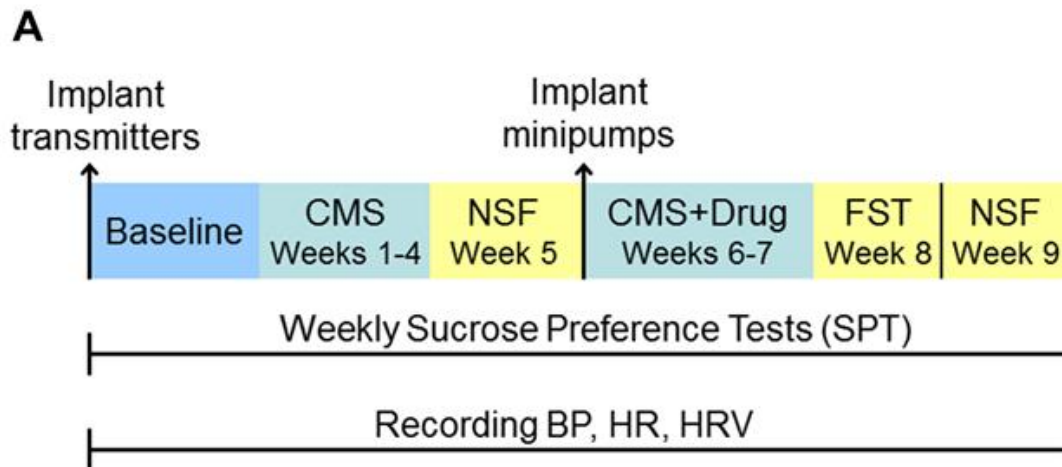 A
Implant
transmitters
Implant
minipumps
Baseline
CMS
Weeks 1-4
NSF
Week 5
CMS+Drug
Weeks 6-7
FST
Week 8
NSF
Week 9
Weekly Sucrose Preference Tests (SPT)
Recording BP, HR, HRV